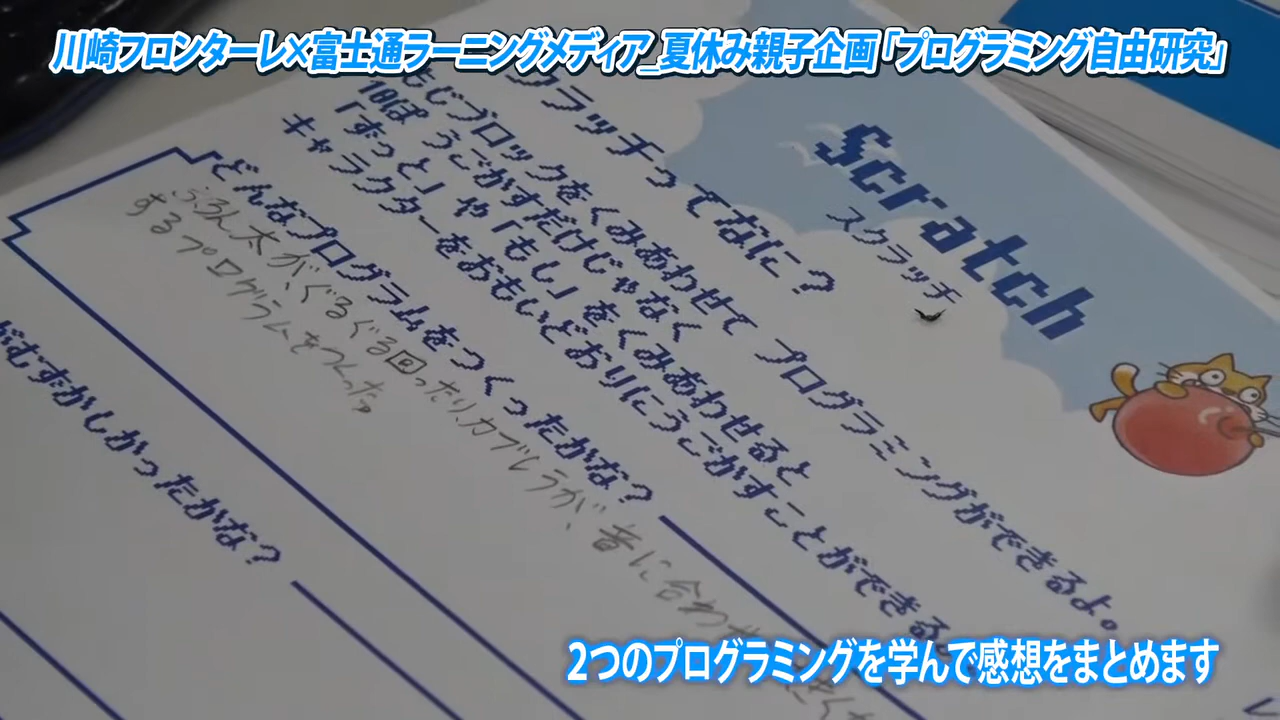 川崎フロンターレ×富士通ラーニングメディア_夏休み親子企画「プログラミング自由研究」
Scratch
スクラッチ
クラッチってなに?
もじブロックをくみあわせて プログラミングができるよ。
10ぽ うごかすだけじゃなく
「ずっと」や「もし」をくみあわせると
キャラクターをおもいどおりにうごかすことができる
どんなプログラムをつくったかな?
ふろん太が、ぐるぐる回ったり、カブレラが、音に合わせ
するプログラムをつくった。
がむずかしかったかな?
2つのプログラミングを学んで感想をまとめます